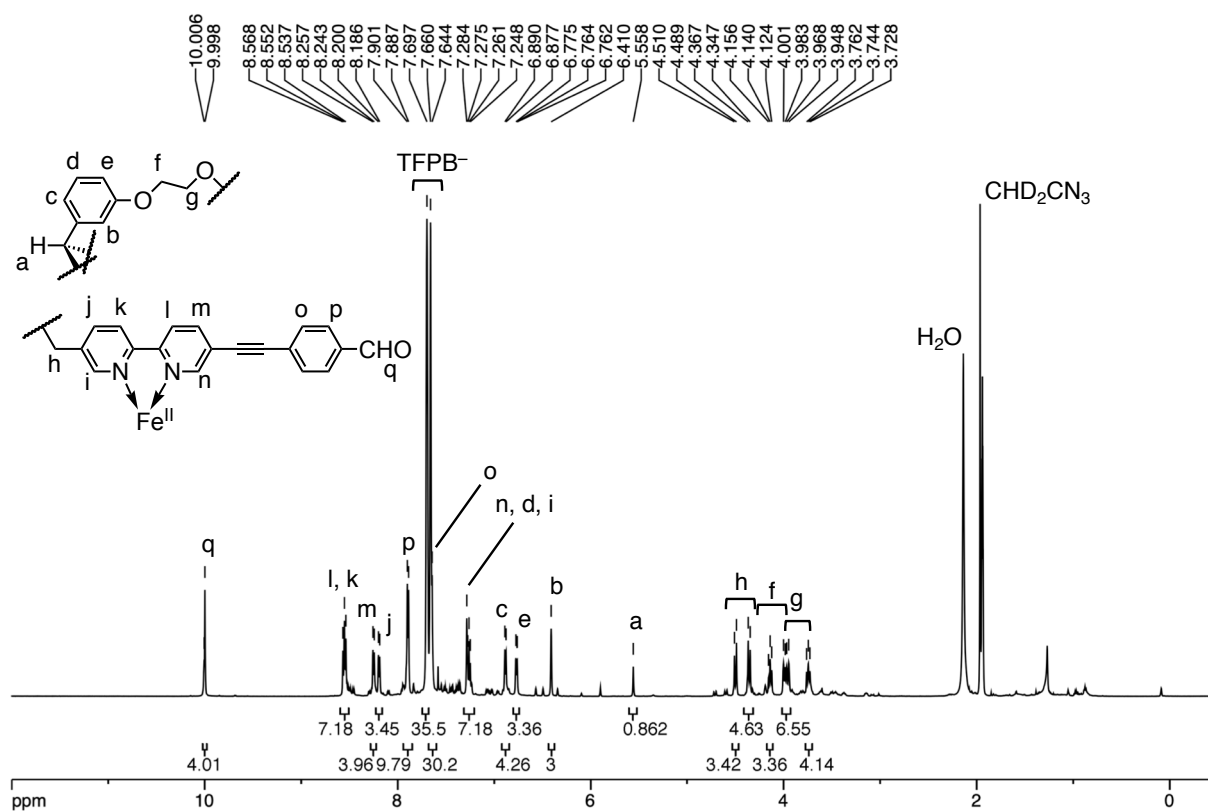 10.006
9.998
8.568
8.552
8.537
8.257
8.243
8.200
8.186
7.901
7.887
7.697
7.660
7.644
7.284
7.275
7.261
7.248
6.890
6.877
6.775
6.764
6.762
6.410
5.558
4.510
4.489
4.367
4.347
4.156
4.140
4.124
4.001
3.983
3.968
3.948
3.762
3.744
3.728
TFPB–
CHD2CN3
H2O
d e f O
c O g
H b
a
j k l m o p
h i N N n CHO
q
FeII
o
n, d, i
q l, k m j p c e b a h f g
7.18 3.45 35.5 7.18 3.36 0.862 4.63 6.55
4.01 3.96 9.79 30.2 4.26 3 3.42 3.36 4.14
ppm 10 8 6 4 2 0